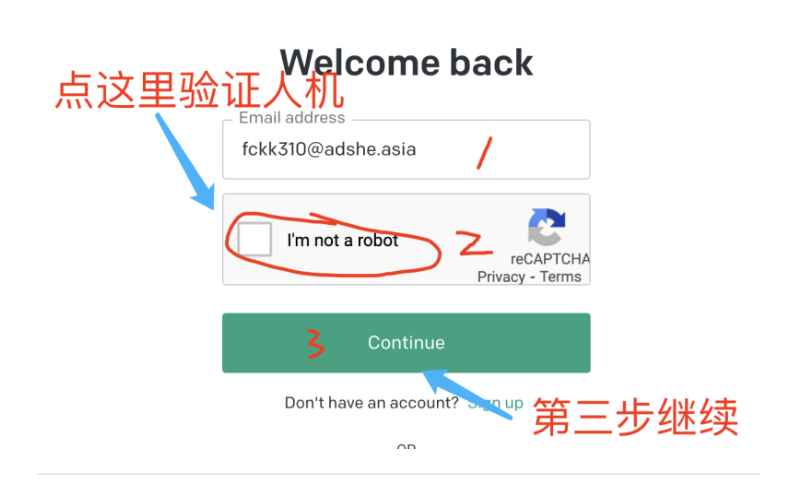 Welcome back
点这里验证人机
Email address
fckk310@adshe.asia
1
I'm not a robot
2
reCAPTCHA
Privacy - Terms
3
Continue
Don't have an account? Sign up
第三步继续
OR